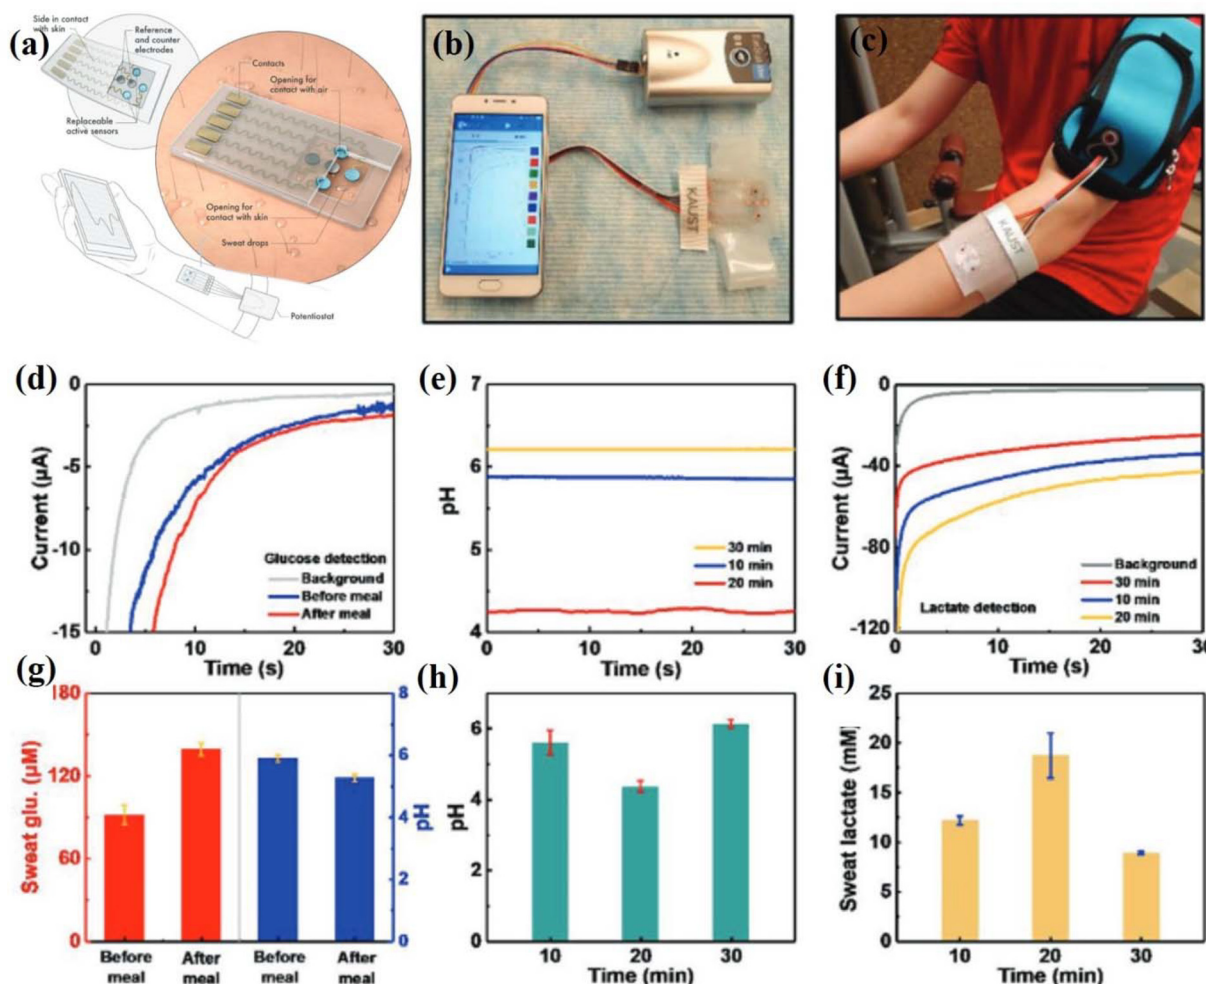 (a)
Side in contact
with skin
Reference
and counter
electrodes
Replaceable
active sensors
Contacts
Opening for
contact with air
Opening for
contact with skin
Sweat drops
Potentiostat
(b)
KAUST
(c)
KAUST
(d)
0
-5
-10
-15
Current (µA)
0 10 20 30
Time (s)
Glucose detection
Background
Before meal
After meal
(e)
7
6
5
4
pH
0 10 20 30
Time (s)
30 min
10 min
20 min
(f)
0
-40
-80
-120
Current (µA)
0 10 20 30
Time (s)
Lactate detection
Background
30 min
10 min
20 min
(g)
180
120
60
0
Sweat glu. (µM)
8
6
4
2
0
pH
Before After Before After
meal meal meal meal
(h)
6
4
2
0
pH
10 20 30
Time (min)
(i)
25
20
15
10
5
0
Sweat lactate (mM)
10 20 30
Time (min)